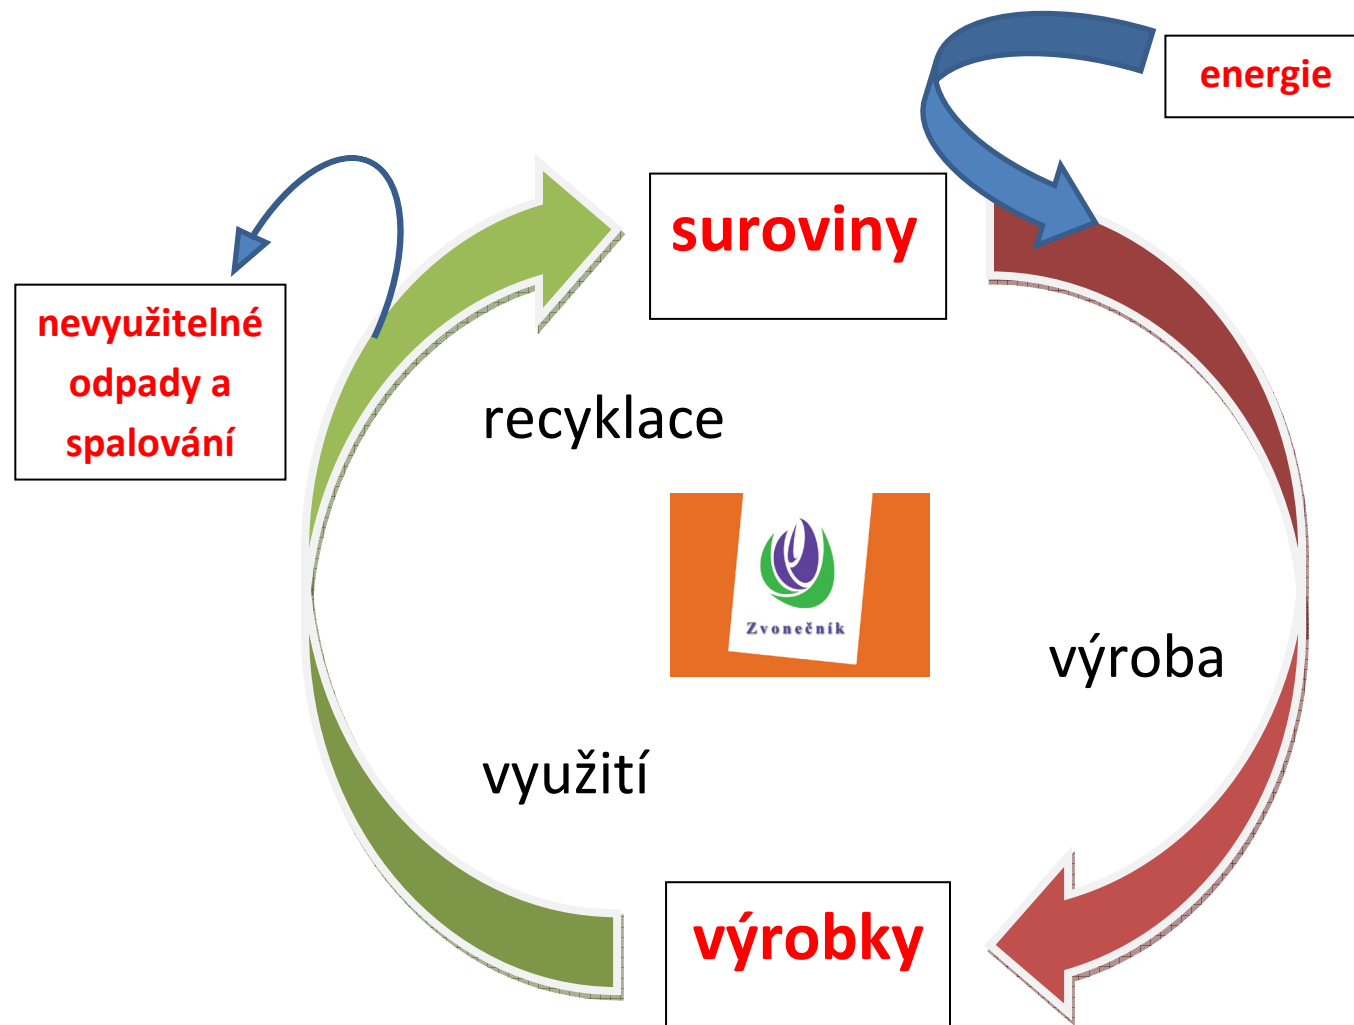 energie
suroviny
nevyužitelné
odpady a
spalování
recyklace
Zvonečník
výroba
využití
výrobky